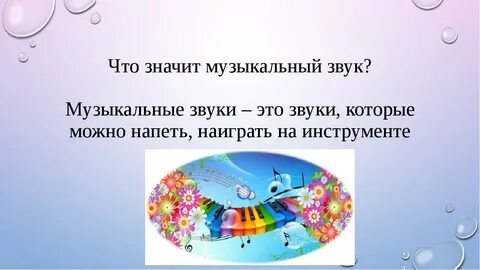 Что значит музыкальный звук?
Музыкальные звуки – это звуки, которые
можно напеть, наиграть на инструменте